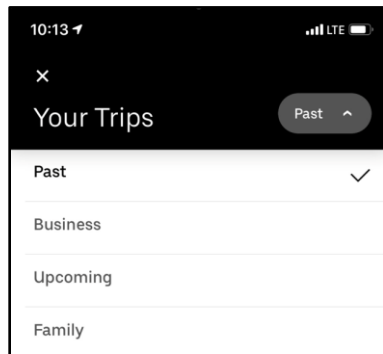 10:13 LTE
Your Trips
Past
Past
Business
Upcoming
Family